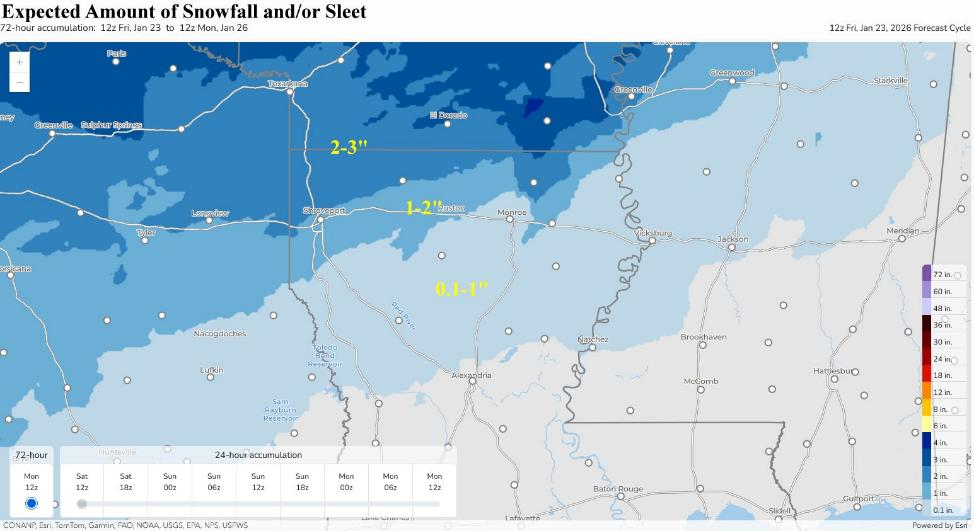 Expected Amount of Snowfall and/or Sleet
72-hour accumulation: 12z Fri, Jan 23 to 12z Mon, Jan 26
12z Fri, Jan 23, 2026 Forecast Cycle
+
−
Paris
Texarkana
Greenville
Greenwood
Starkville
Greenville
Sulphur Springs
El Dorado
2-3"
Longview
Shreveport
1-2"
Ruston
Monroe
Tyler
Vicksburg
Jackson
Meridian
0.1-1"
Red River
Nacogdoches
Toledo
Bend
Reservoir
Natchez
Brookhaven
Lufkin
Alexandria
McComb
Hattiesburg
Sam
Rayburn
Reservoir
Huntsville
Baton Rouge
Gulfport
Slidell
Lafayette
Lake Charles
72 in.
60 in.
48 in.
36 in.
30 in.
24 in.
18 in.
12 in.
8 in.
6 in.
4 in.
3 in.
2 in.
1 in.
0.1 in.
72-hour
24-hour accumulation
Mon
12z
Sat
12z
Sat
18z
Sun
00z
Sun
06z
Sun
12z
Sun
18z
Mon
00z
Mon
06z
Mon
12z
CONANP, Esri, TomTom, Garmin, FAO, NOAA, USGS, EPA, NPS, USFWS
Powered by Esri